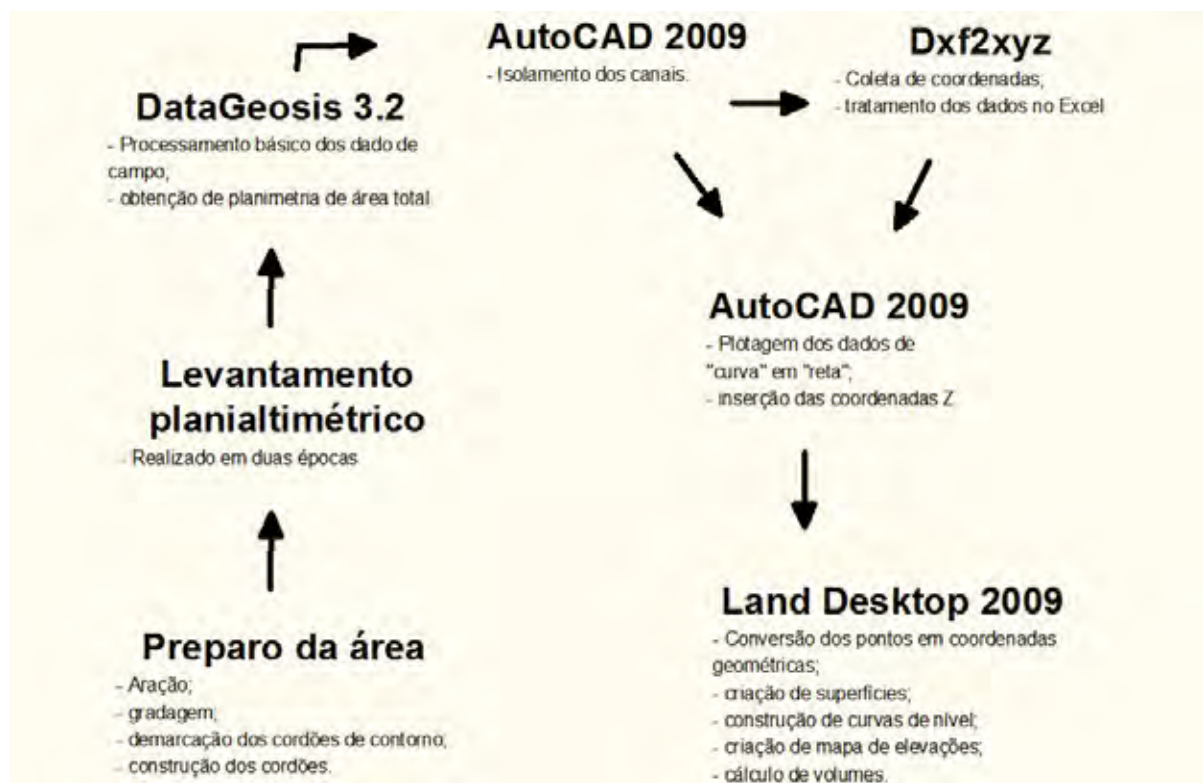 AutoCAD 2009
- Isolamento dos canais.
Dxf2xyz
- Coleta de coordenadas;
- tratamento dos dados no Excel
DataGeosis 3.2
- Processamento básico dos dado de
campo;
- obtenção de planimetria de área total
AutoCAD 2009
- Plotagem dos dados de
"curva" em "reta";
- inserção das coordenadas Z
Levantamento
planialtimétrico
- Realizado em duas épocas
Land Desktop 2009
- Conversão dos pontos em coordenadas
geométricas;
- criação de superfícies;
- construção de curvas de nível;
- criação de mapa de elevações;
- cálculo de volumes.
Preparo da área
- Aração;
- gradagem;
- demarcação dos cordões de contorno;
- construção dos cordões.